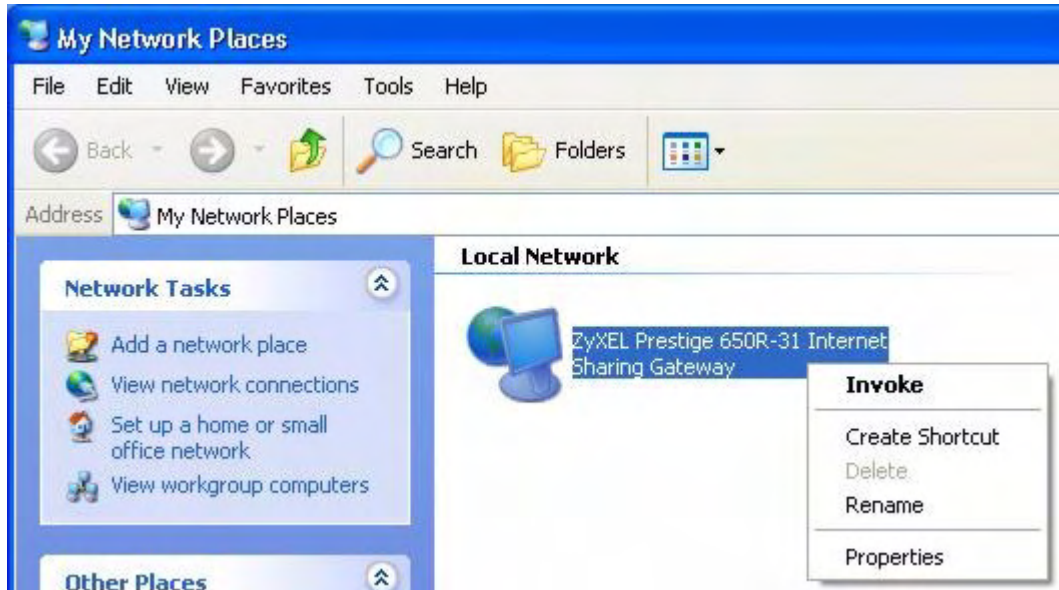 My Network Places
File Edit View Favorites Tools Help
Back Search Folders
Address My Network Places
Local Network
Network Tasks
Add a network place
View network connections
Set up a home or small
office network
View workgroup computers
Other Places
ZyXEL Prestige 650R-31 Internet
Sharing Gateway
Invoke
Create Shortcut
Delete
Rename
Properties